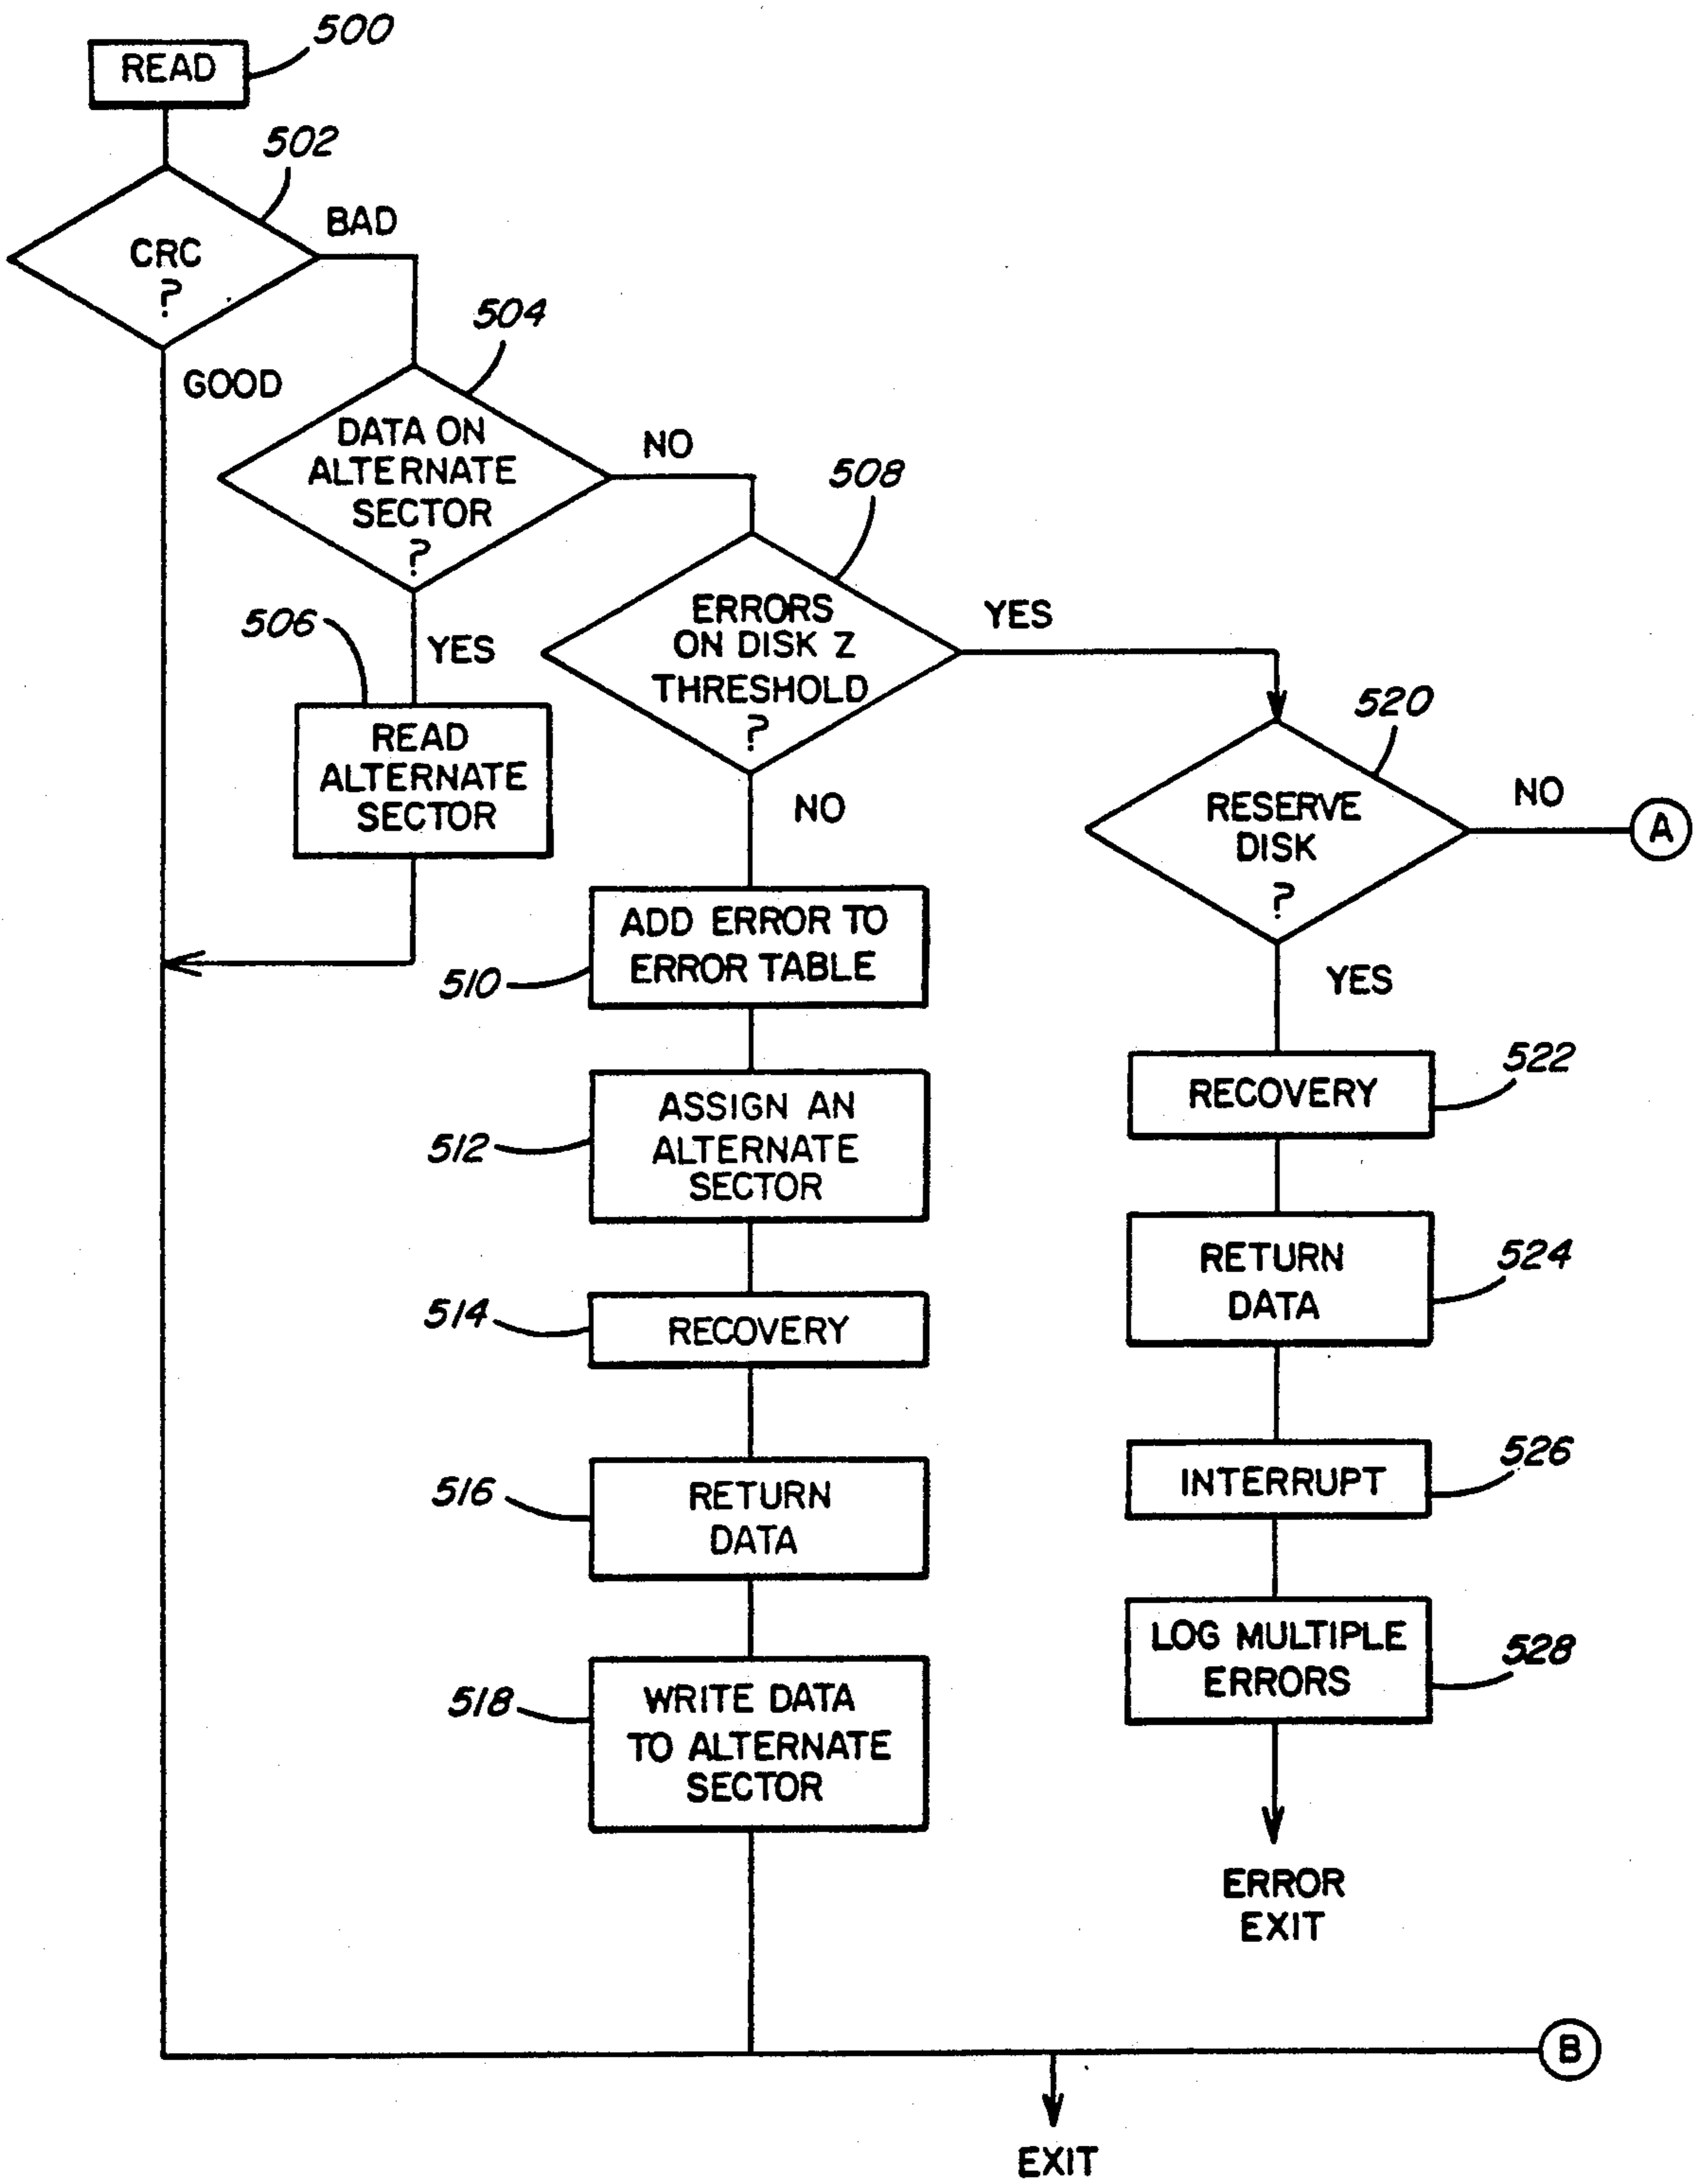 500
READ
502
BAD
CRC
?
GOOD
504
DATA ON
ALTERNATE
SECTOR
?
NO
YES
506
READ
ALTERNATE
SECTOR
508
ERRORS
ON DISK Z
THRESHOLD
?
YES
NO
510
ADD ERROR TO
ERROR TABLE
512
ASSIGN AN
ALTERNATE
SECTOR
514
RECOVERY
516
RETURN
DATA
518
WRITE DATA
TO ALTERNATE
SECTOR
520
RESERVE
DISK
?
NO
A
YES
522
RECOVERY
524
RETURN
DATA
526
INTERRUPT
528
LOG MULTIPLE
ERRORS
ERROR
EXIT
B
EXIT